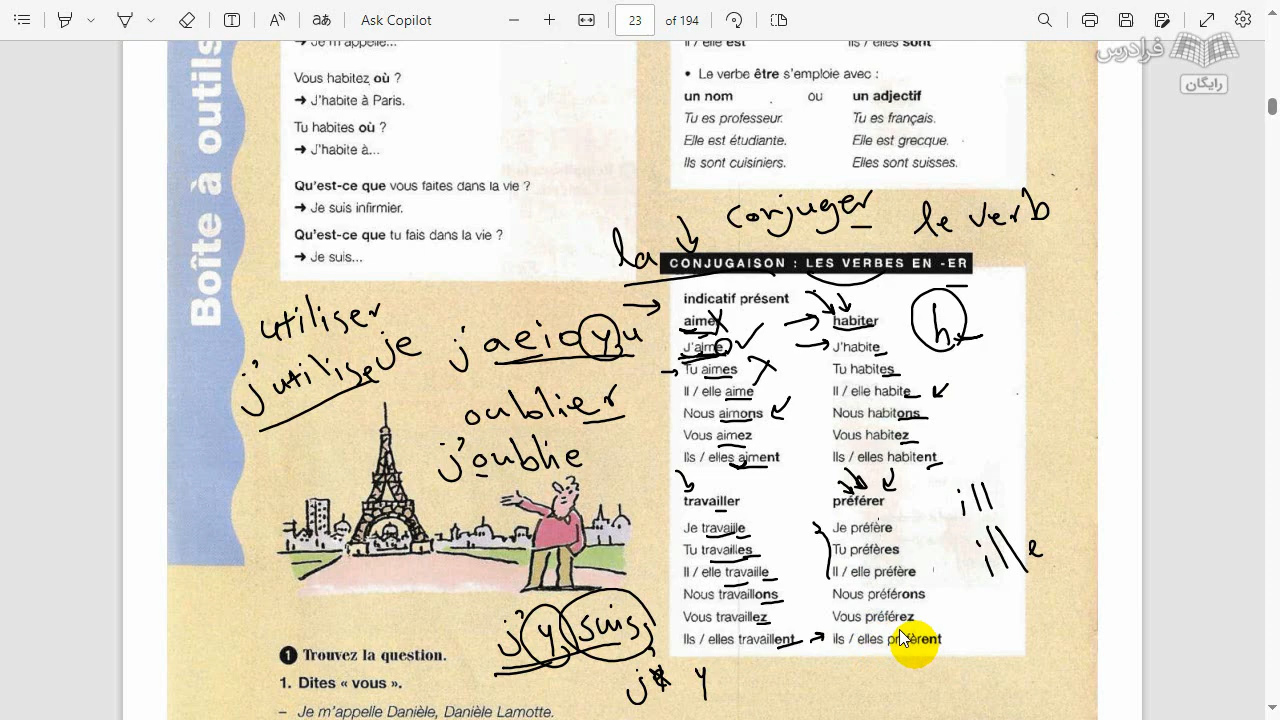 Ask Copilot
23 of 194
فرادرس
رایگان
Boîte à outils
→ Je m'appelle...
Vous habitez où ?
→ J'habite à Paris.
Tu habites où ?
→ J'habite à...
Qu'est-ce que vous faites dans la vie ?
→ Je suis infirmier.
Qu'est-ce que tu fais dans la vie ?
→ Je suis...
Il / elle est ils / elles sont
• Le verbe être s'emploie avec :
un nom ou un adjectif
Tu es professeur. Tu es français.
Elle est étudiante. Elle est grecque.
Ils sont cuisiniers. Elles sont suisses.
conjuger le verb
la
CONJUGAISON : LES VERBES EN -ER
indicatif présent
aimer habiter
J'aime J'habite
Tu aimes Tu habites
Il / elle aime Il / elle habite
Nous aimons Nous habitons
Vous aimez Vous habitez
Ils / elles aiment Ils / elles habitent
travailler préférer
Je travaille Je préfère
Tu travailles Tu préfères
Il / elle travaille Il / elle préfère
Nous travaillons Nous préférons
Vous travaillez Vous préférez
Ils / elles travaillent ils / elles préfèrent
h
ill
ille
utiliser
j'utilise
je j a e i o y u
oublier
j'oublie
j'y suis
j y
1 Trouvez la question.
1. Dites « vous ».
– Je m'appelle Danièle, Danièle Lamotte.